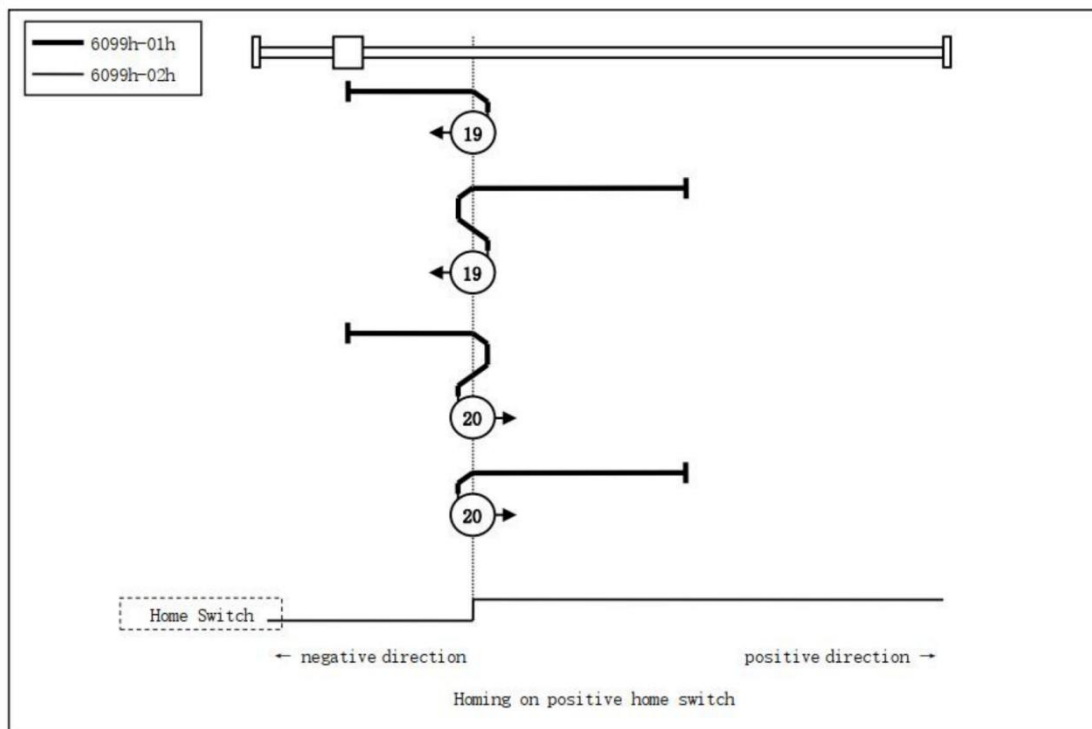 6099h-01h
6099h-02h
19
19
20
20
Home Switch
← negative direction
positive direction →
Homing on positive home switch